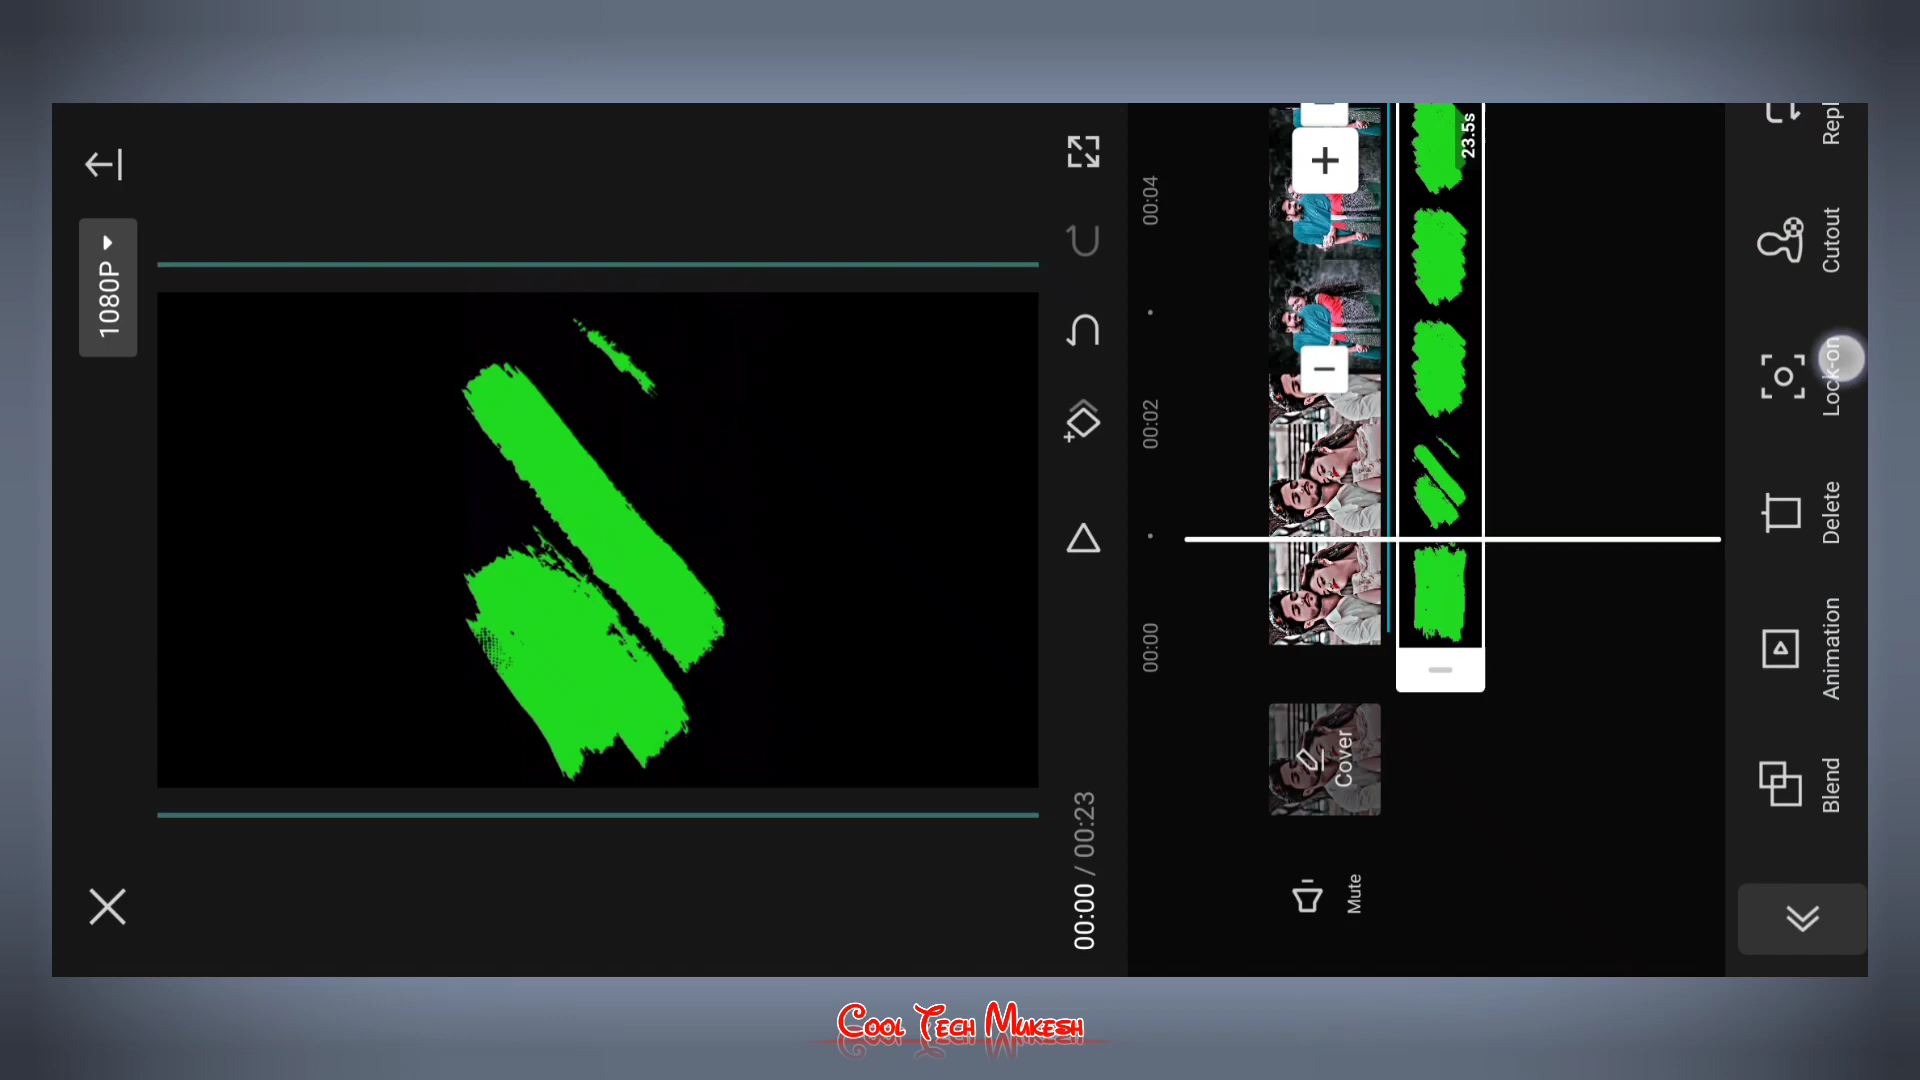 1080P
00:00 / 00:23
00:00
00:02
00:04
Mute
Cover
23.5s
Blend
Animation
Delete
Lock-on
Cutout
Repl
Cool Tech Mukesh